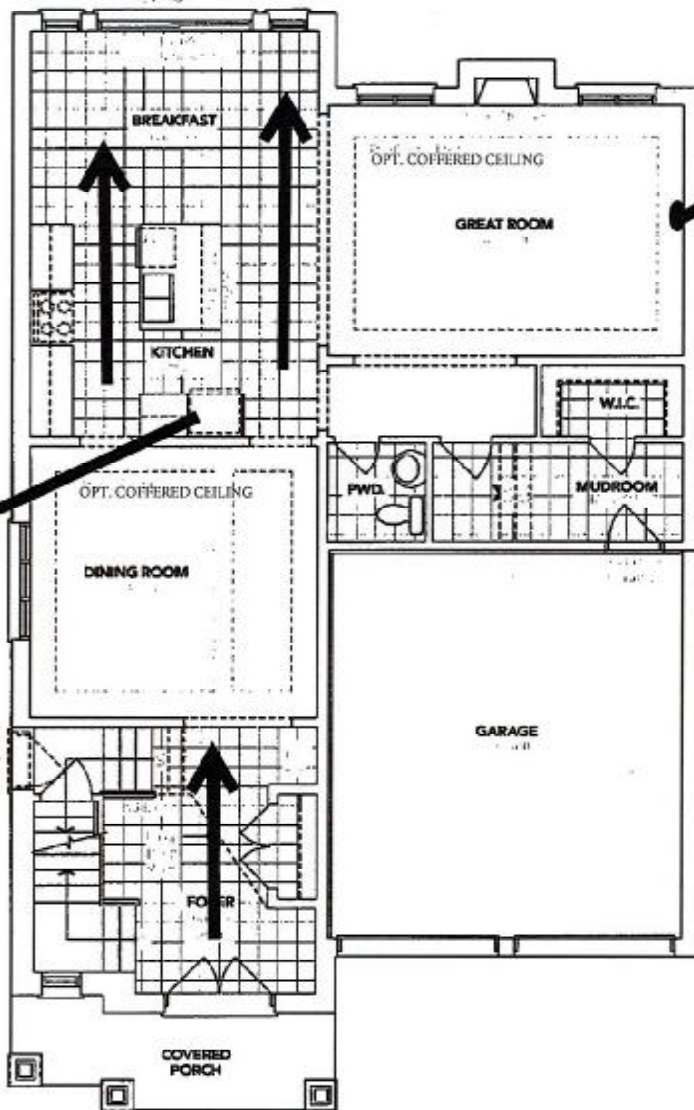 BREAKFAST
OPT. COFFERED CEILING
GREAT ROOM
KITCHEN
W.I.C.
OPT. COFFERED CEILING
PWD.
MUDROOM
DINING ROOM
GARAGE
FOYER
COVERED
PORCH